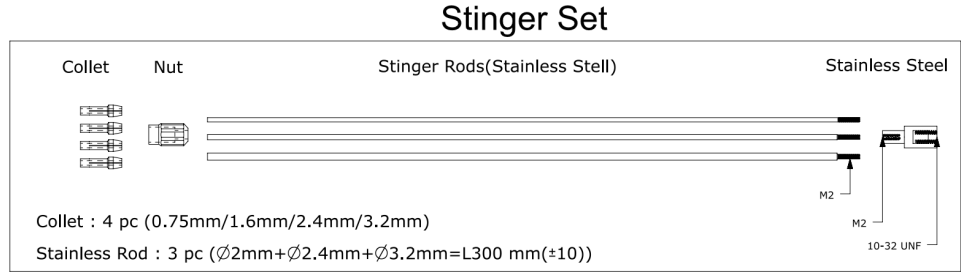 Stinger Set
Collet Nut Stinger Rods(Stainless Stell) Stainless Steel
M2
M2
10-32 UNF
Collet : 4 pc (0.75mm/1.6mm/2.4mm/3.2mm)
Stainless Rod : 3 pc (∅2mm+∅2.4mm+∅3.2mm=L300 mm(±10))